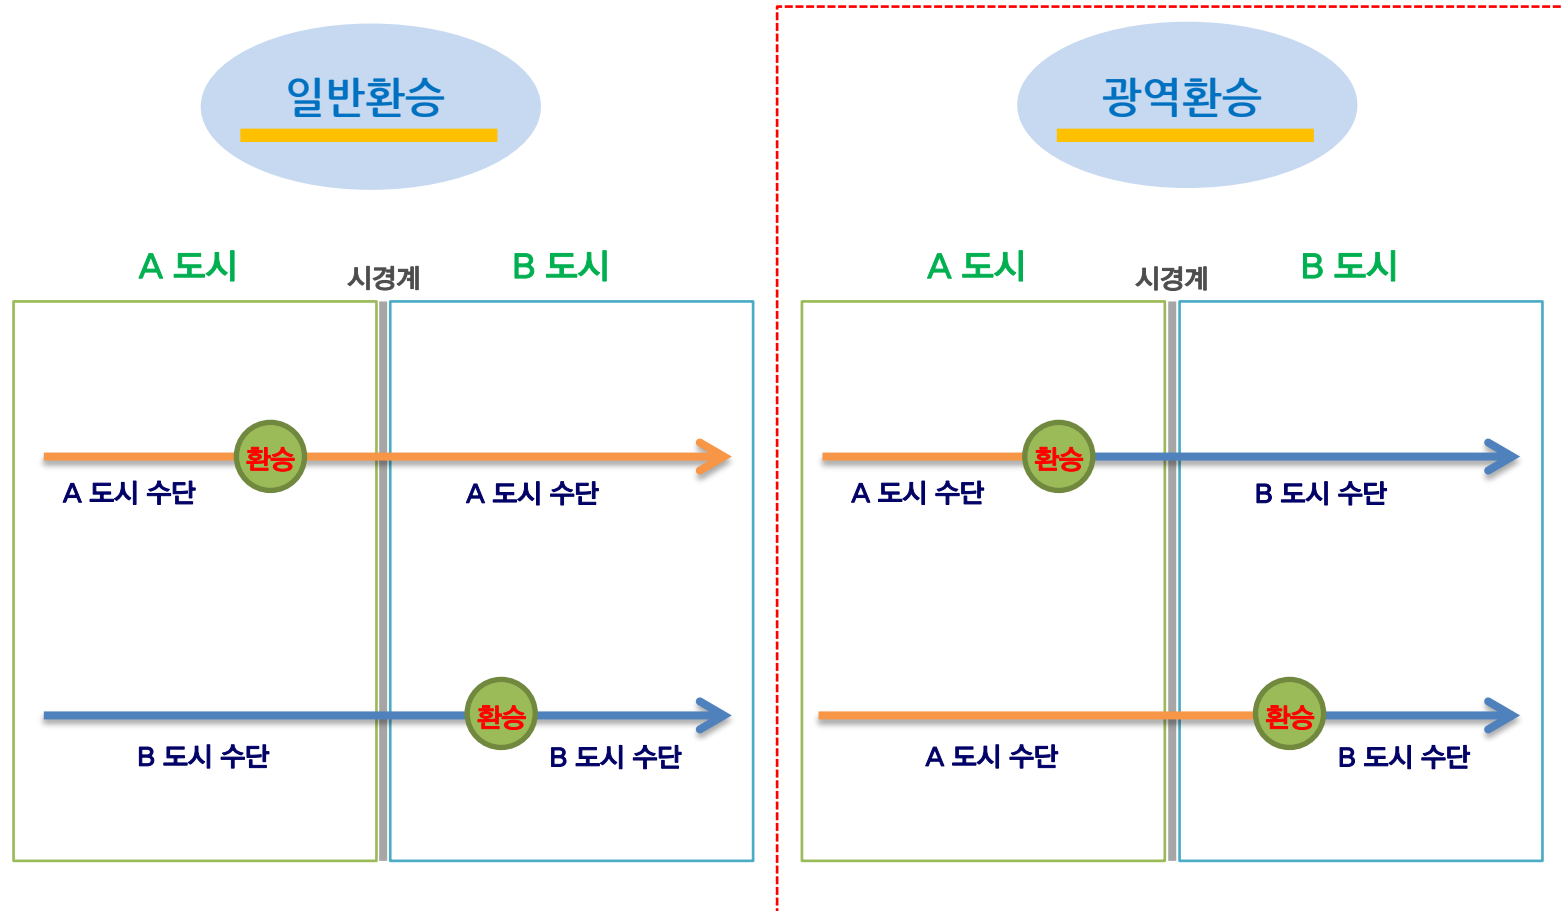 일반환승
A 도시
시경계
B 도시
환승
A 도시 수단
A 도시 수단
환승
B 도시 수단
B 도시 수단
광역환승
A 도시
시경계
B 도시
환승
A 도시 수단
B 도시 수단
환승
A 도시 수단
B 도시 수단